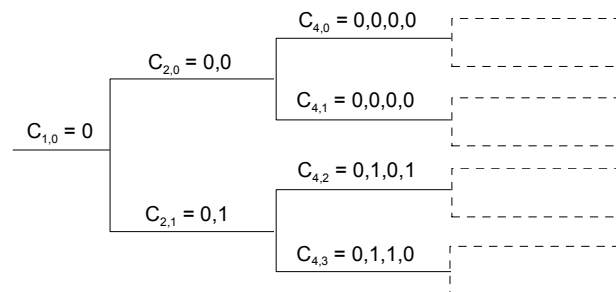 C4,0 = 0,0,0,0
C2,0 = 0,0
C4,1 = 0,0,0,0
C1,0 = 0
C4,2 = 0,1,0,1
C2,1 = 0,1
C4,3 = 0,1,1,0